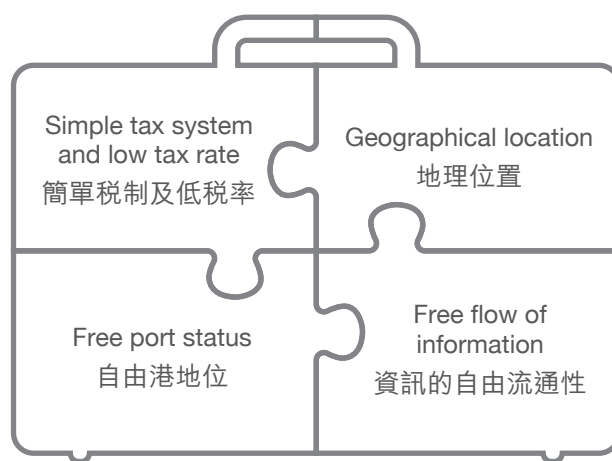 Simple tax system
and low tax rate
簡單税制及低税率
Geographical location
地理位置
Free port status
自由港地位
Free flow of
information
資訊的自由流通性